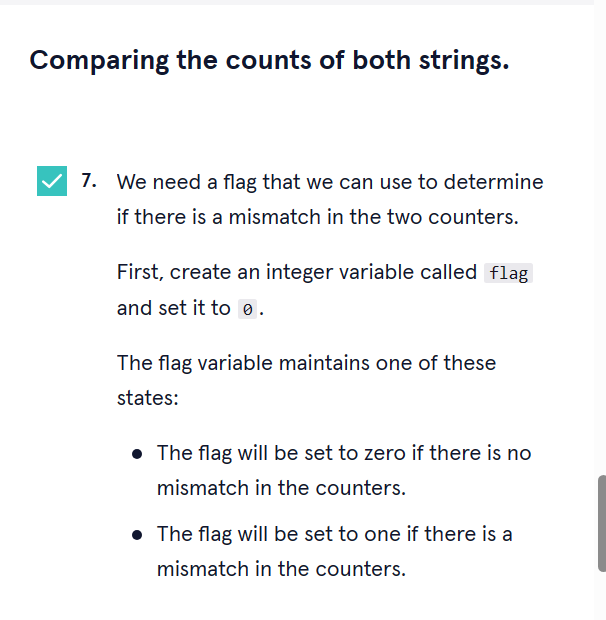 Comparing the counts of both strings.
7. We need a flag that we can use to determine
if there is a mismatch in the two counters.
First, create an integer variable called flag
and set it to 0.
The flag variable maintains one of these
states:
• The flag will be set to zero if there is no
mismatch in the counters.
• The flag will be set to one if there is a
mismatch in the counters.